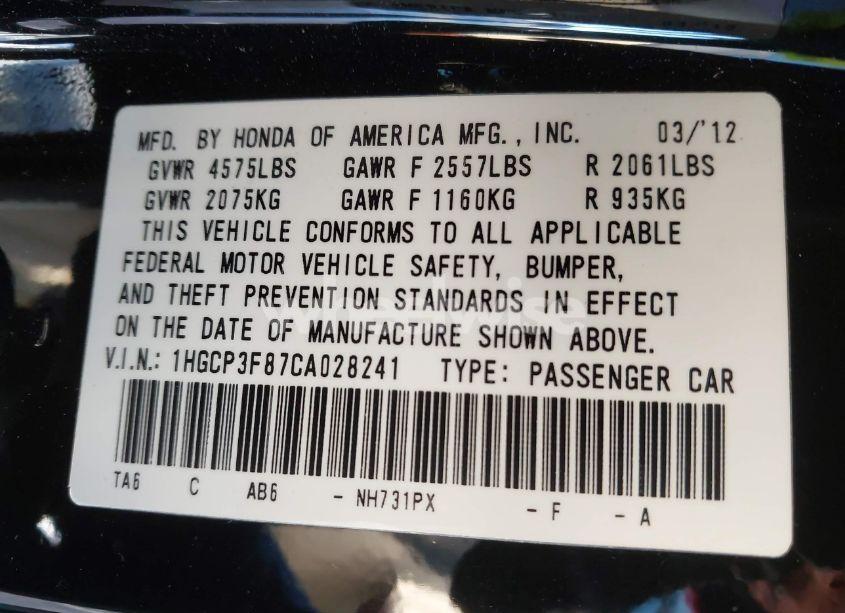 MFD. BY HONDA OF AMERICA MFG., INC. 03/'12
GVWR 4575LBS GAWR F 2557LBS R 2061LBS
GVWR 2075KG GAWR F 1160KG R 935KG
THIS VEHICLE CONFORMS TO ALL APPLICABLE
FEDERAL MOTOR VEHICLE SAFETY, BUMPER,
AND THEFT PREVENTION STANDARDS IN EFFECT
ON THE DATE OF MANUFACTURE SHOWN ABOVE.
V.I.N.: 1HGCP3F87CA028241 TYPE: PASSENGER CAR
TA6 C AB6 - NH731PX - F - A